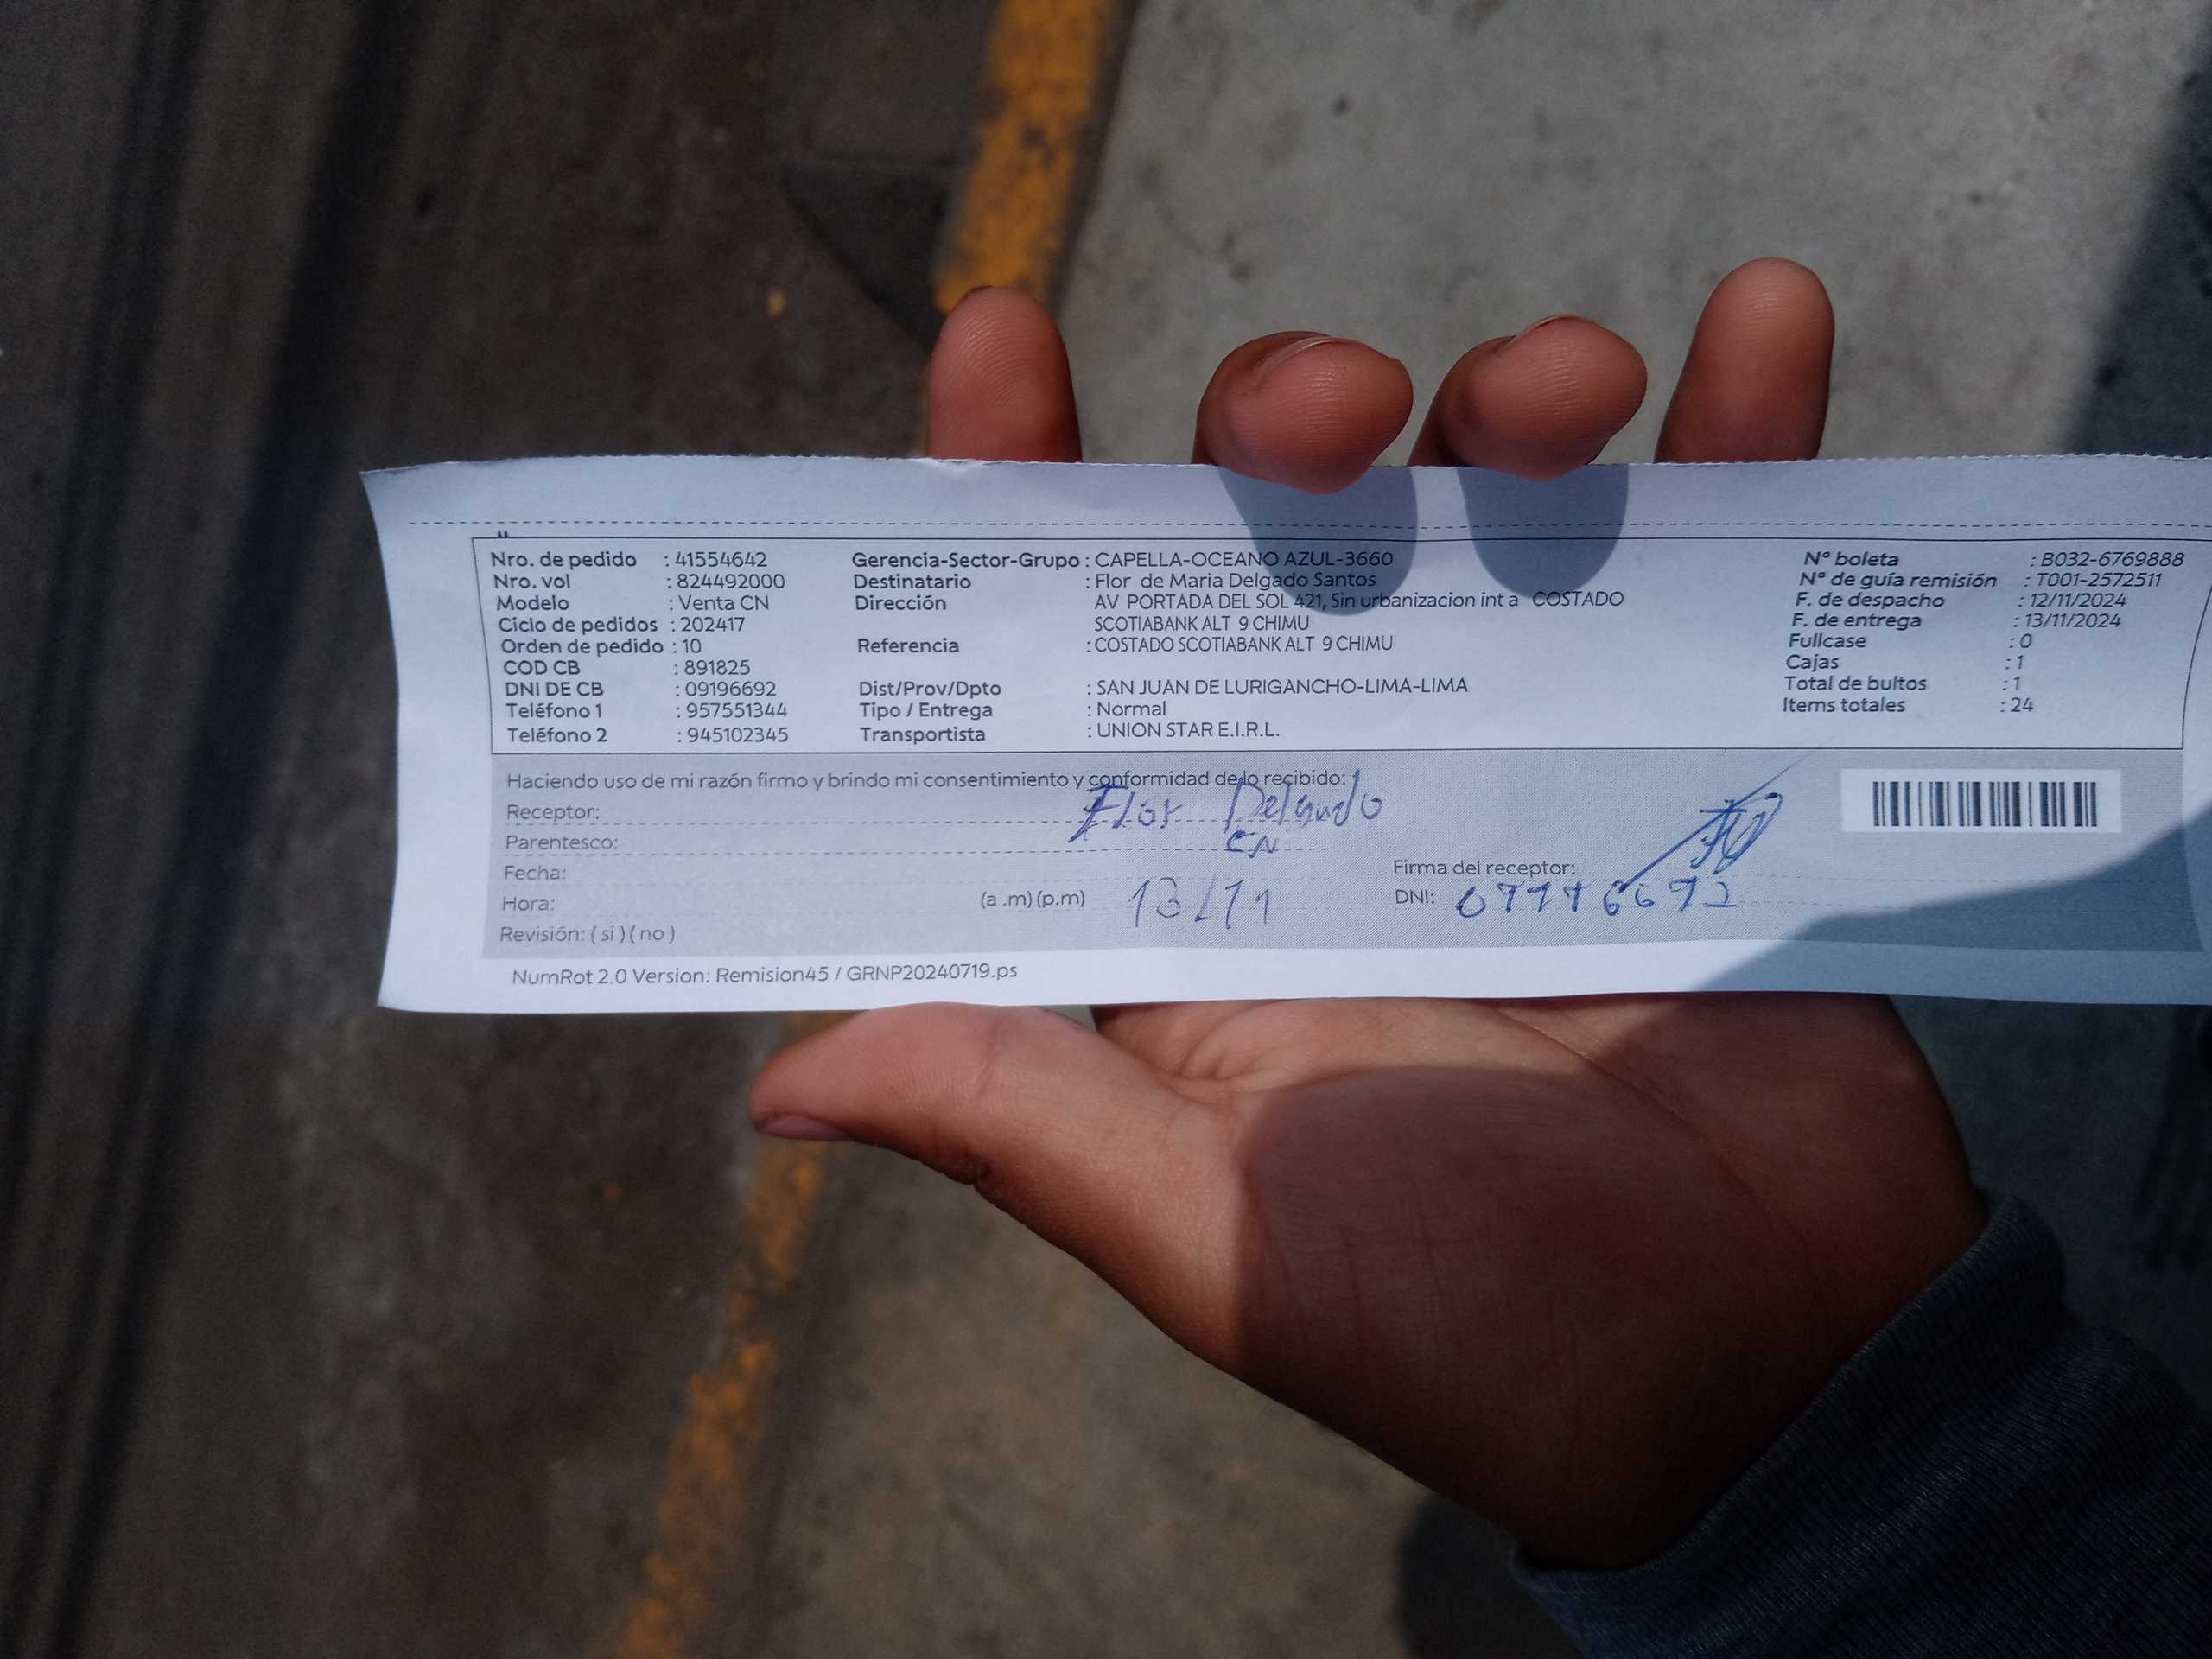 Nro. de pedido : 41554642 Gerencia-Sector-Grupo : CAPELLA-OCEANO AZUL-3660 N° boleta : B032-6769888
Nro. vol : 824492000 Destinatario : Flor de Maria Delgado Santos N° de guía remisión : T001-2572511
Modelo : Venta CN Dirección AV PORTADA DEL SOL 421, Sin urbanizacion int a COSTADO F. de despacho : 12/11/2024
Ciclo de pedidos : 202417 SCOTIABANK ALT 9 CHIMU F. de entrega : 13/11/2024
Orden de pedido : 10 Referencia : COSTADO SCOTIABANK ALT 9 CHIMU Fullcase : 0
COD CB : 891825 Cajas : 1
DNI DE CB : 09196692 Dist/Prov/Dpto : SAN JUAN DE LURIGANCHO-LIMA-LIMA Total de bultos : 1
Teléfono 1 : 957551344 Tipo / Entrega : Normal Items totales : 24
Teléfono 2 : 945102345 Transportista : UNION STAR E.I.R.L.
Haciendo uso de mi razón firmo y brindo mi consentimiento y conformidad de lo recibido:
Receptor: Flor Delgado
Parentesco: CN
Fecha: Firma del receptor:
Hora: (a .m) (p.m) 13/11 DNI:
Revisión: ( si ) ( no )
NumRot 2.0 Version: Remision45 / GRNP20240719.ps